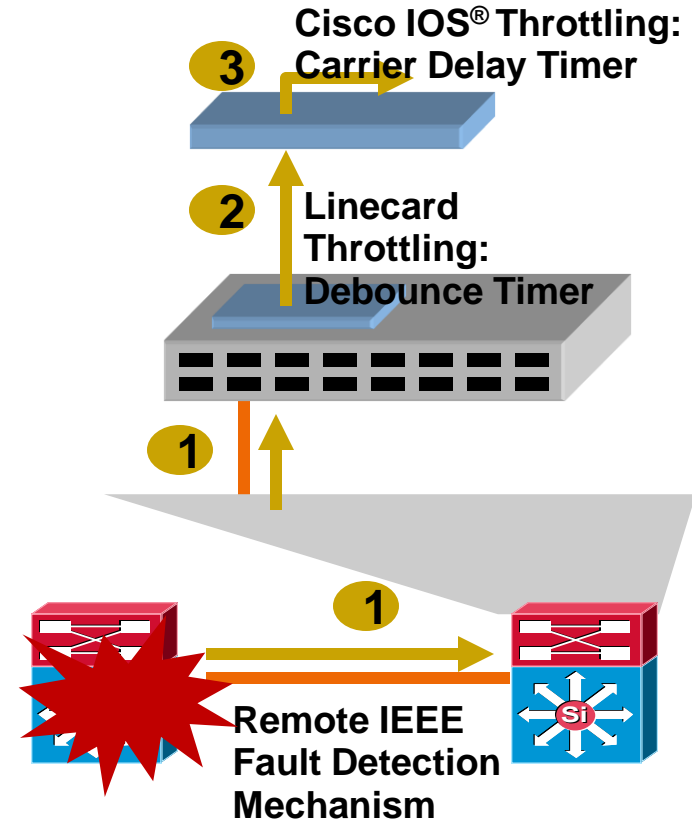 Cisco IOS® Throttling:
Carrier Delay Timer
3
2
Linecard
Throttling:
Debounce Timer
1
1
Si
Remote IEEE
Fault Detection
Mechanism